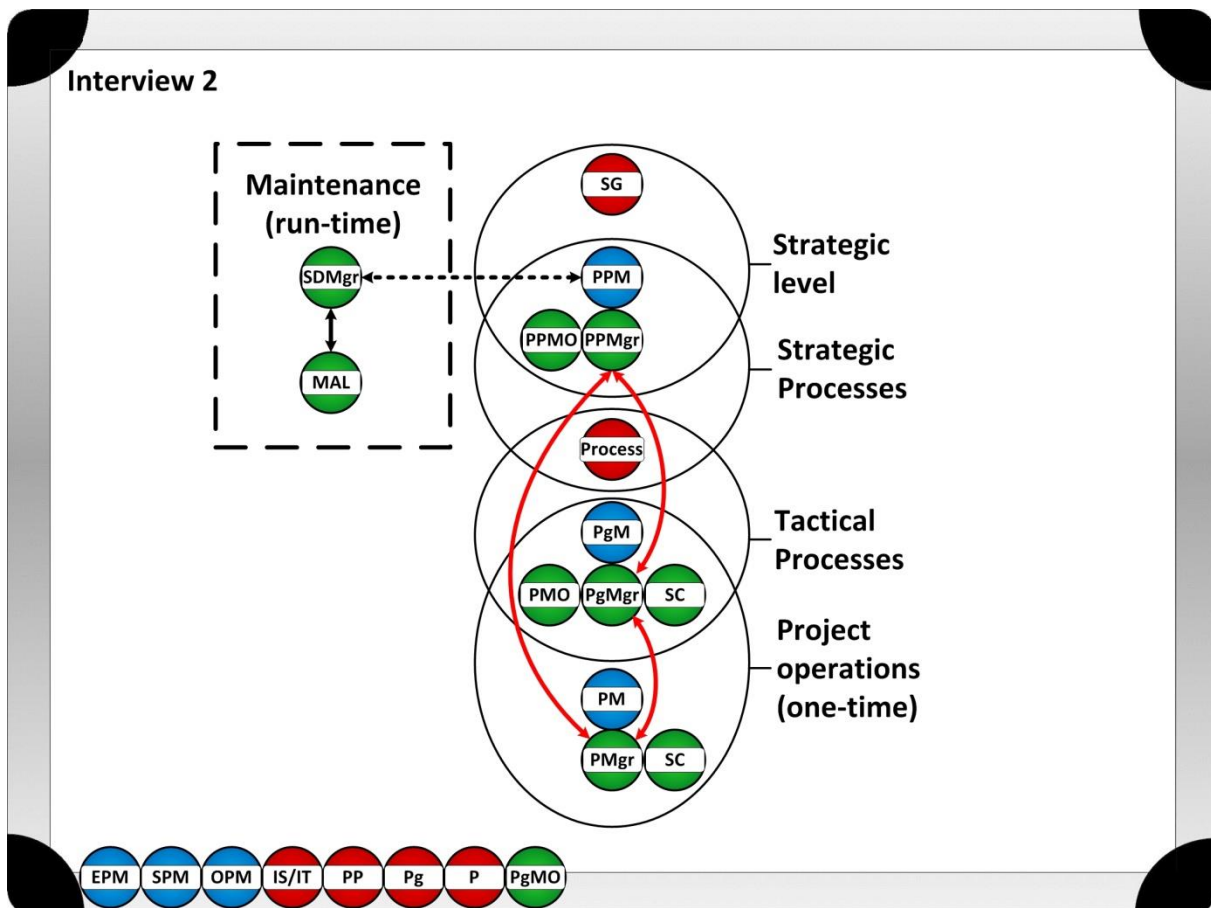 Interview 2
Maintenance
(run-time)
SDMgr
MAL
SG
PPM
PPMO PPMgr
Process
PgM
PMO PgMgr SC
PM
PMgr SC
Strategic
level
Strategic
Processes
Tactical
Processes
Project
operations
(one-time)
EPM SPM OPM IS/IT PP Pg P PgMO